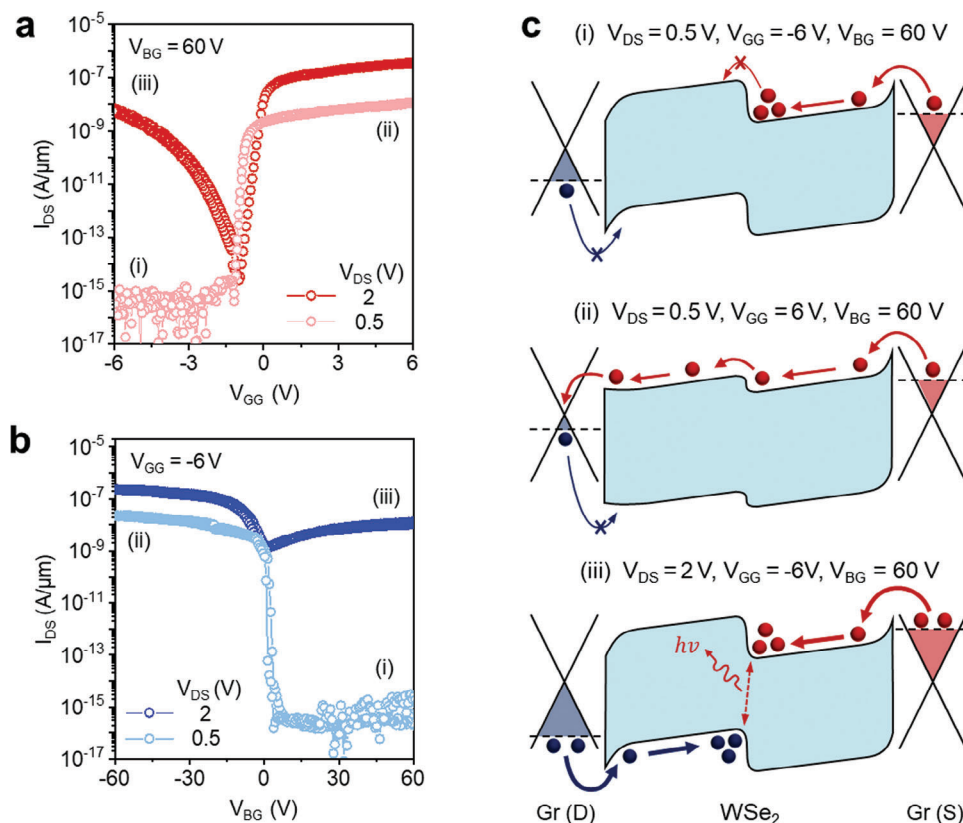 a
V_BG = 60 V
(iii)
(ii)
(i)
V_DS (V)
2
0.5
I_DS (A/μm)
10⁻⁵
10⁻⁷
10⁻⁹
10⁻¹¹
10⁻¹³
10⁻¹⁵
10⁻¹⁷
-6 -3 0 3 6
V_GG (V)
b
V_GG = -6 V
(iii)
(ii)
(i)
V_DS (V)
2
0.5
I_DS (A/μm)
10⁻⁵
10⁻⁷
10⁻⁹
10⁻¹¹
10⁻¹³
10⁻¹⁵
10⁻¹⁷
-60 -30 0 30 60
V_BG (V)
c
(i) V_DS = 0.5 V, V_GG = -6 V, V_BG = 60 V
(ii) V_DS = 0.5 V, V_GG = 6 V, V_BG = 60 V
(iii) V_DS = 2 V, V_GG = -6V, V_BG = 60 V
hν
Gr (D) WSe₂ Gr (S)